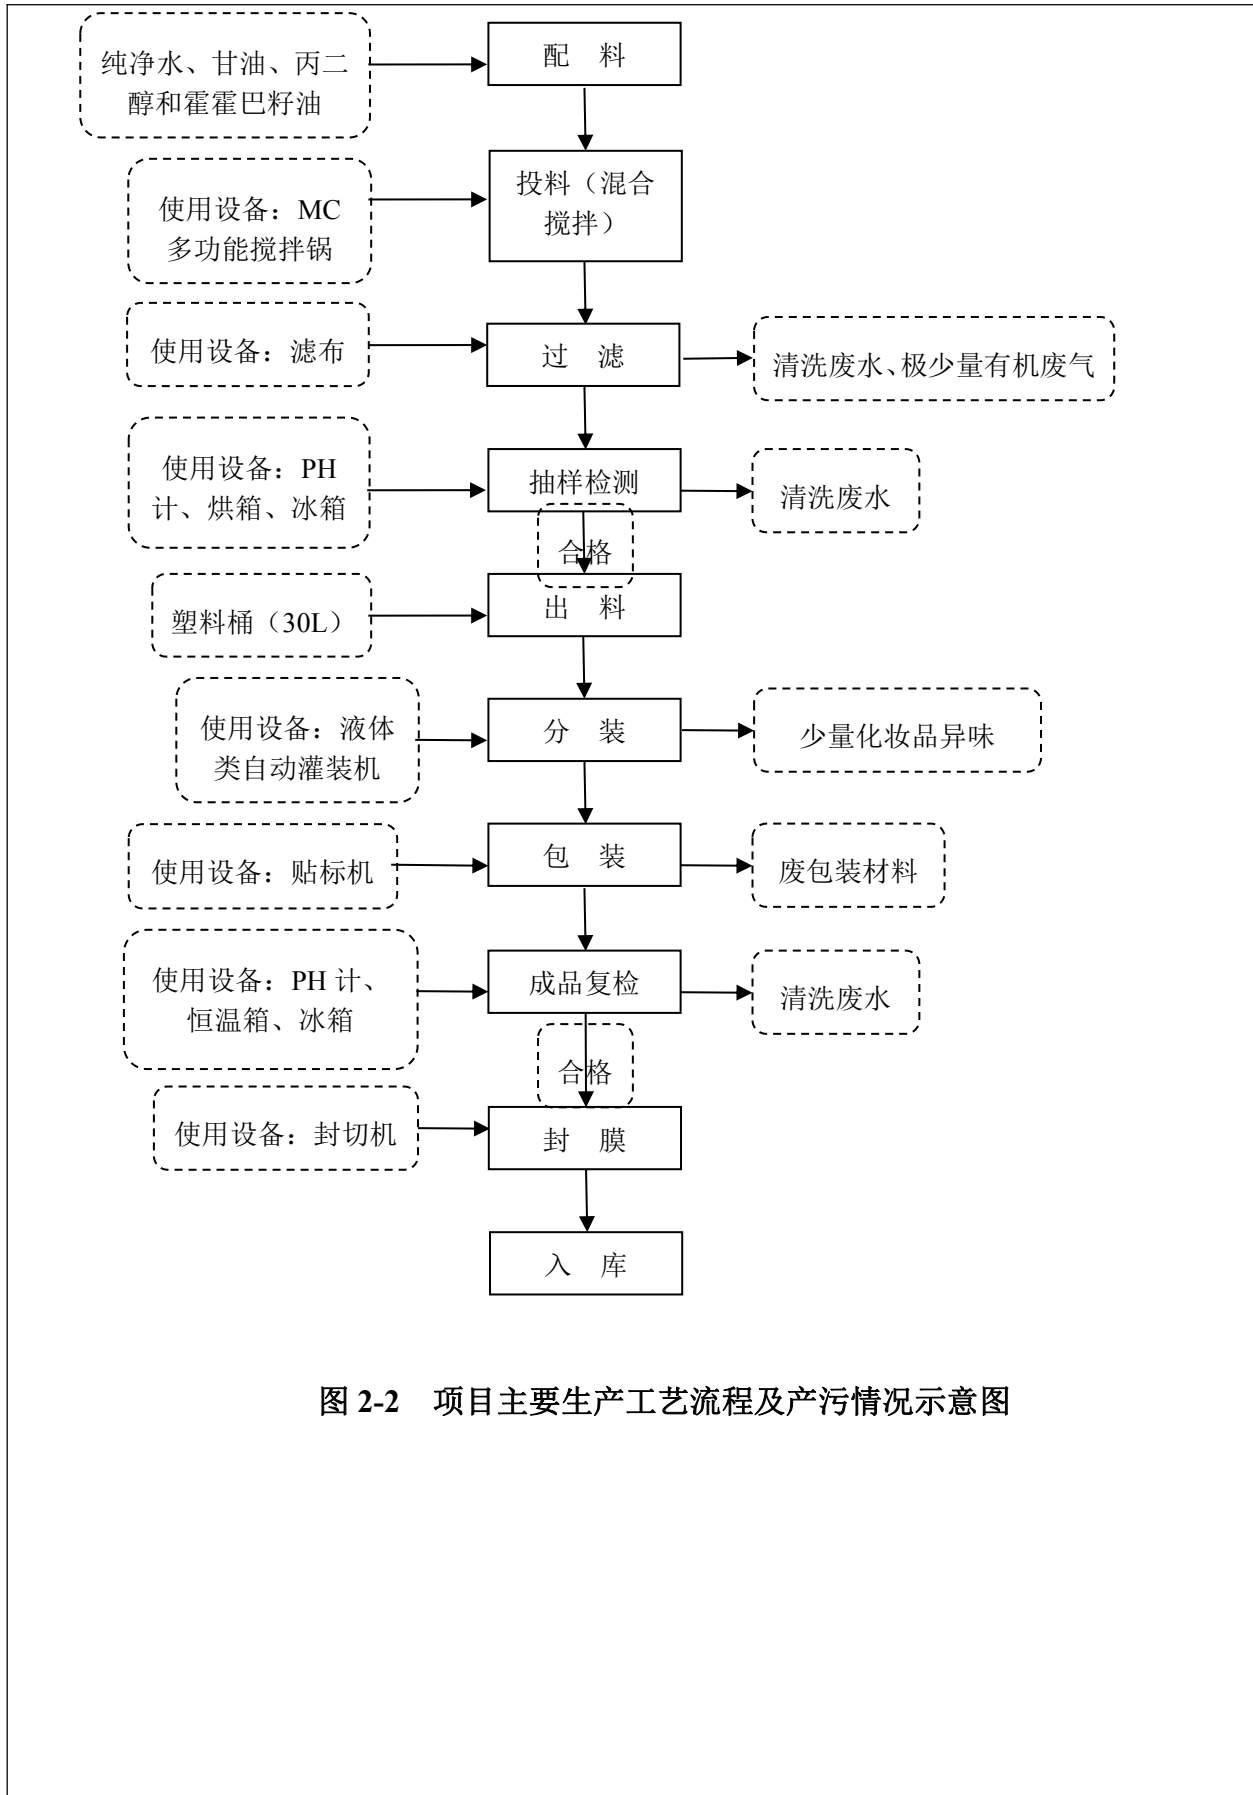 纯净水、甘油、丙二
醇和霍霍巴籽油
配 料
使用设备：MC
多功能搅拌锅
投料（混合
搅拌）
使用设备：滤布
过 滤
清洗废水、极少量有机废气
使用设备：PH
计、烘箱、冰箱
抽样检测
清洗废水
合格
塑料桶（30L）
出 料
使用设备：液体
类自动灌装机
分 装
少量化妆品异味
使用设备：贴标机
包 装
废包装材料
使用设备：PH 计、
恒温箱、冰箱
成品复检
清洗废水
合格
使用设备：封切机
封 膜
入 库
图 2-2 项目主要生产工艺流程及产污情况示意图